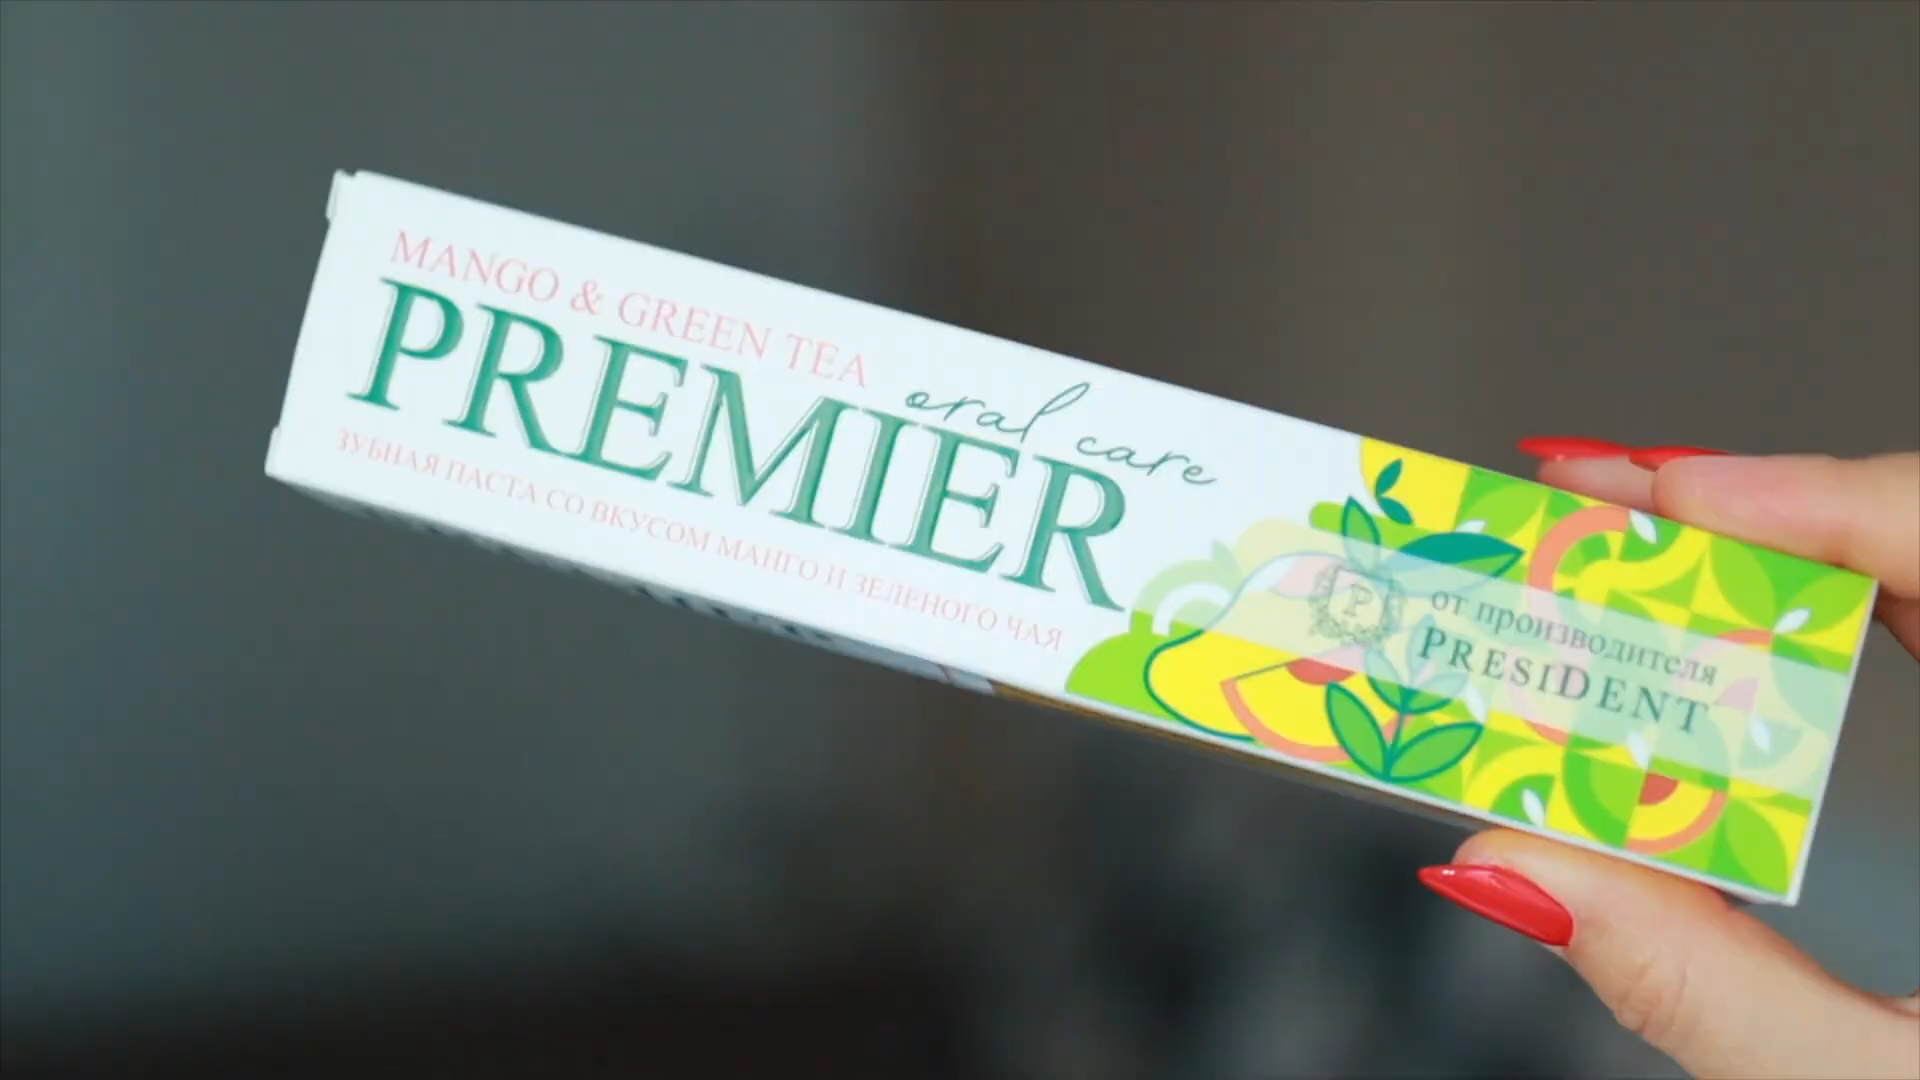 MANGO & GREEN TEA
PREMIER
oral care
ЗУБНАЯ ПАСТА СО ВКУСОМ МАНГО И ЗЕЛЕНОГО ЧАЯ
P
от производителя
PRESIDENT